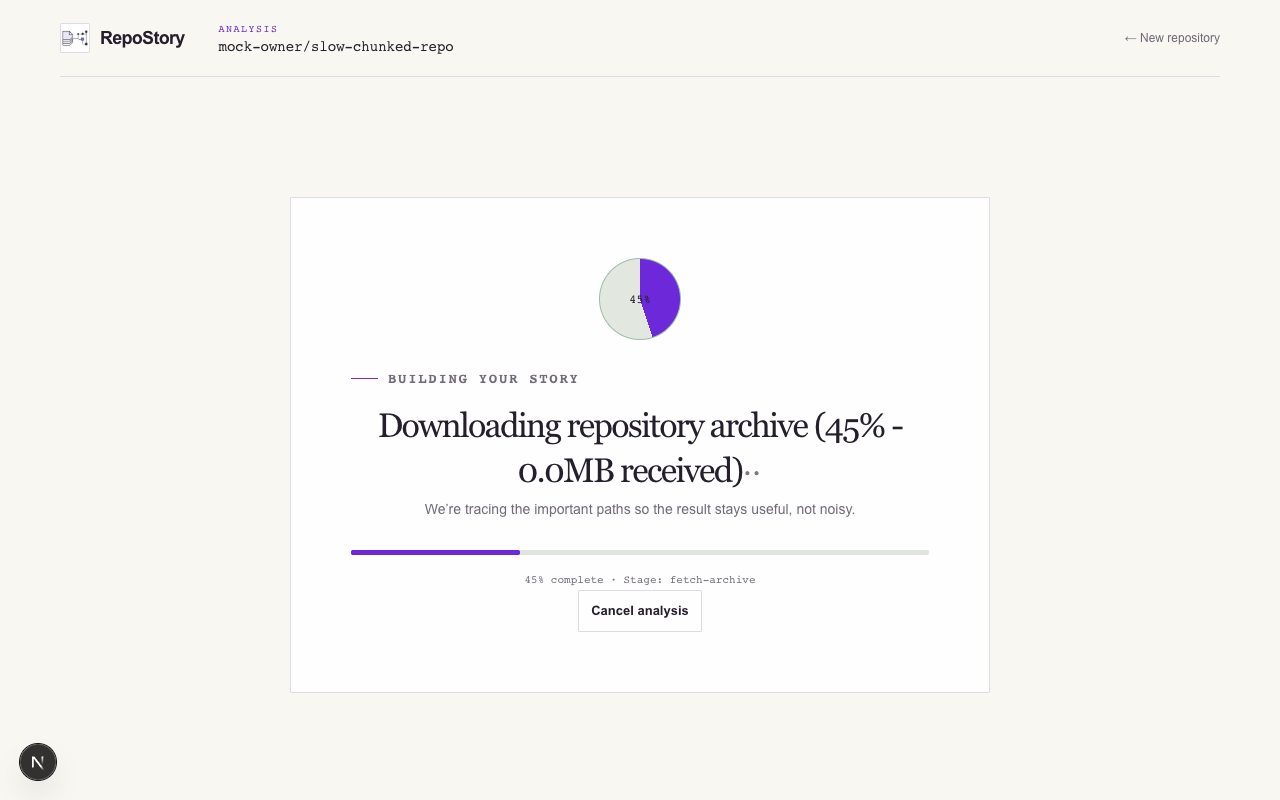 RepoStory
ANALYSIS
mock-owner/slow-chunked-repo
← New repository
45%
BUILDING YOUR STORY
Downloading repository archive (45% -
0.0MB received)··
We're tracing the important paths so the result stays useful, not noisy.
45% complete · Stage: fetch-archive
Cancel analysis
N